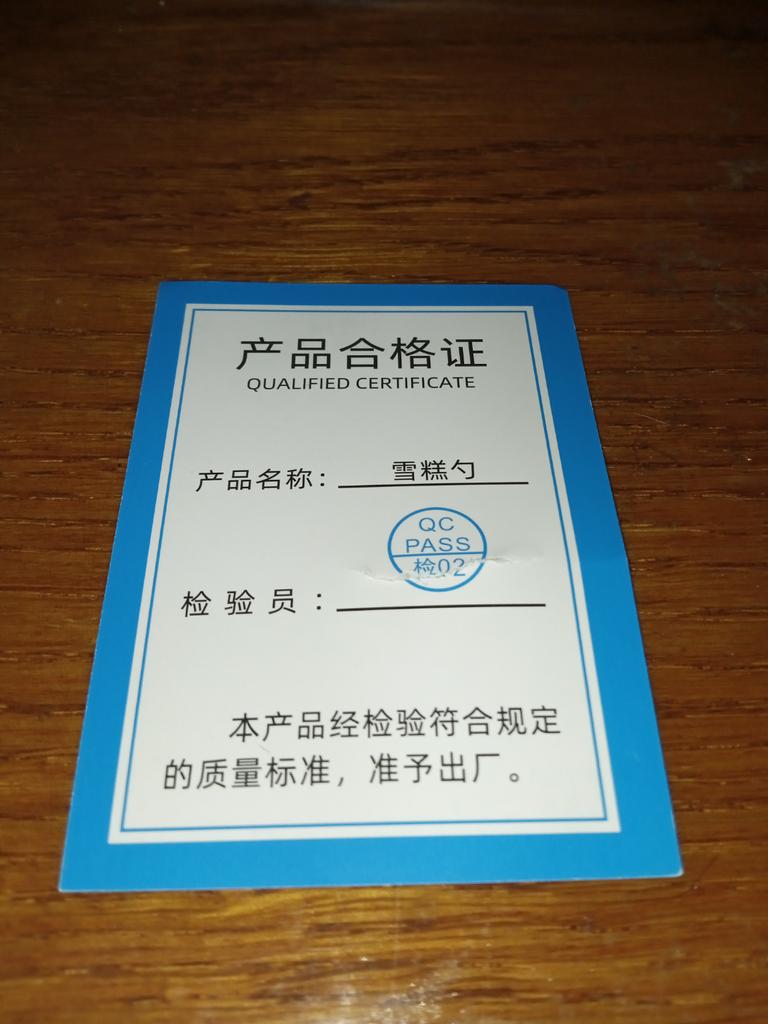 产品合格证
QUALIFIED CERTIFICATE
产品名称：雪糕勺
QC
PASS
检02
检验员：
本产品经检验符合规定
的质量标准，准予出厂。